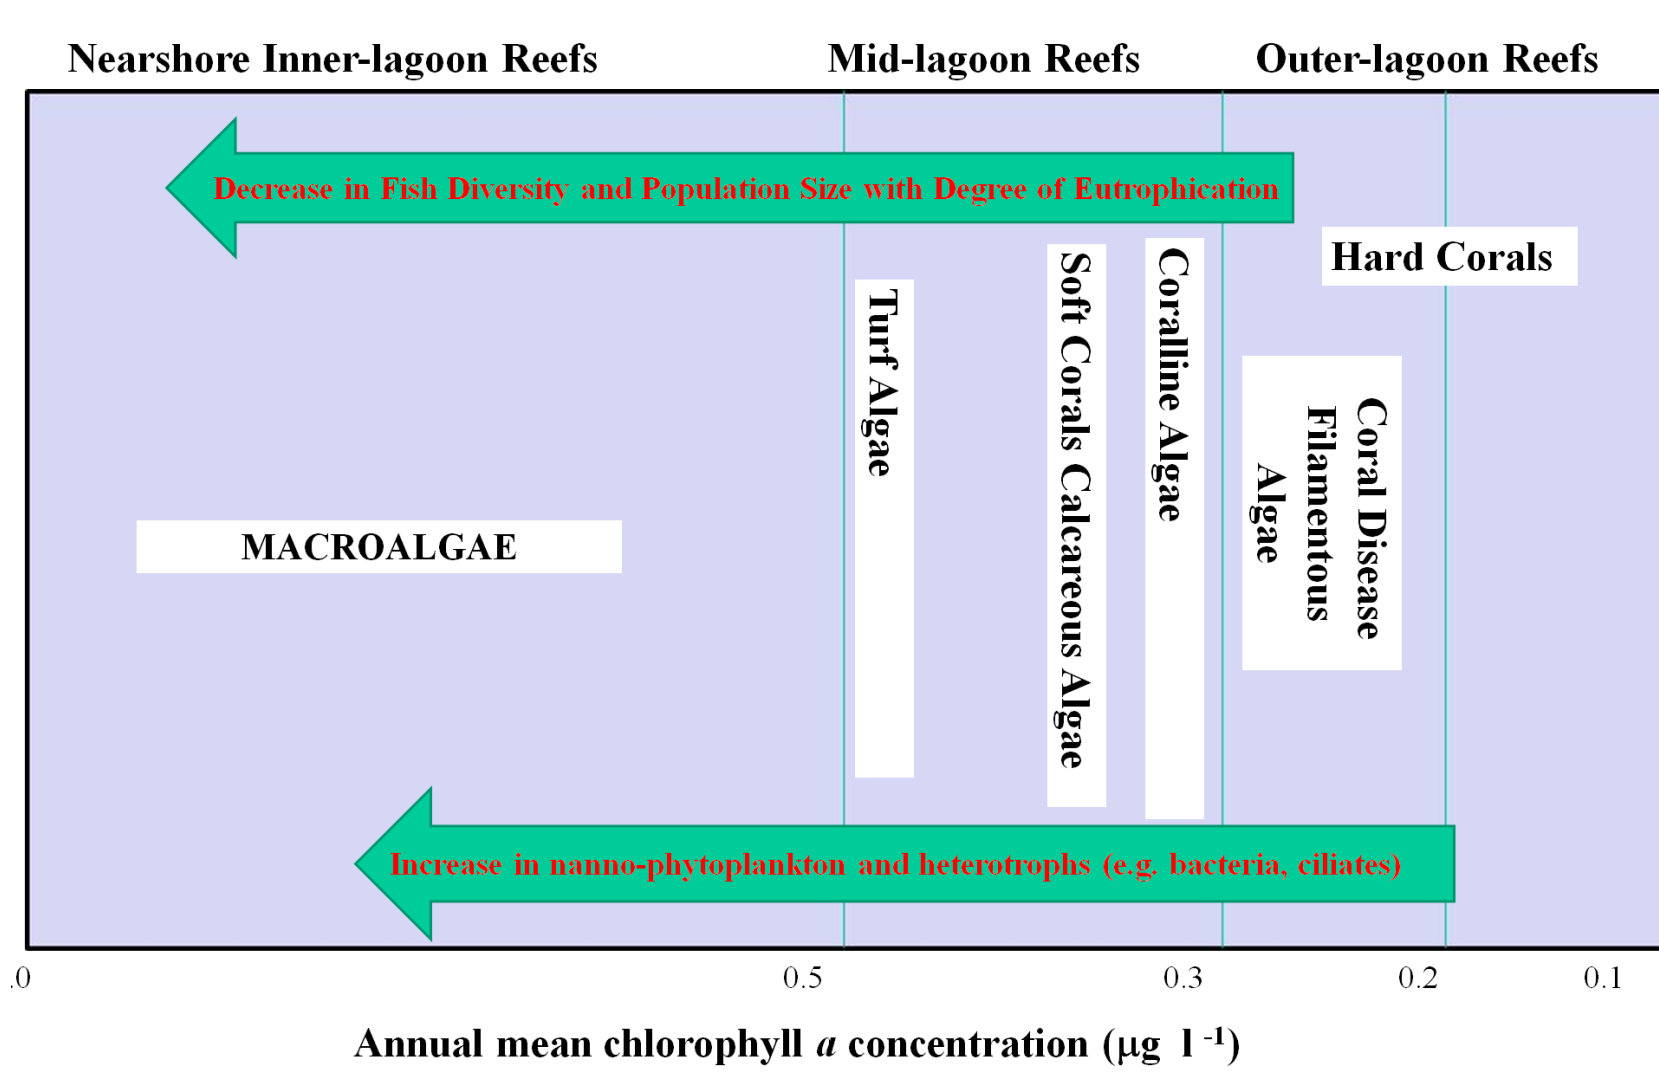 Nearshore Inner-lagoon Reefs
Mid-lagoon Reefs
Outer-lagoon Reefs
Decrease in Fish Diversity and Population Size with Degree of Eutrophication
Hard Corals
Turf Algae
Soft Corals Calcareous Algae
Coralline Algae
Coral Disease
Filamentous
Algae
MACROALGAE
Increase in nanno-phytoplankton and heterotrophs (e.g. bacteria, ciliates)
.0
0.5
0.3
0.2
0.1
Annual mean chlorophyll a concentration (μg l -1)